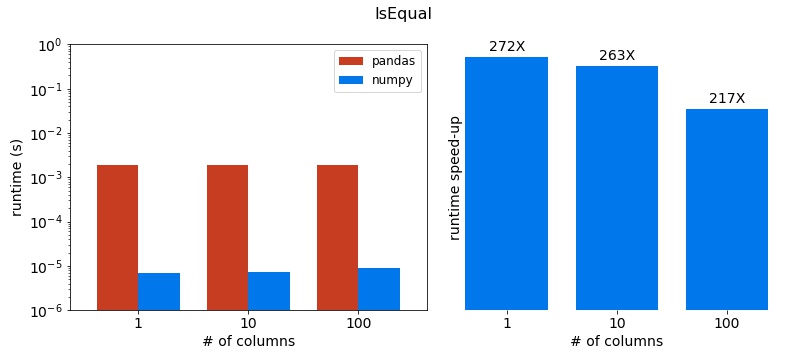 IsEqual
runtime (s)
10^0
10^-1
10^-2
10^-3
10^-4
10^-5
10^-6
pandas
numpy
1 10 100
# of columns
runtime speed-up
272X
263X
217X
1 10 100
# of columns